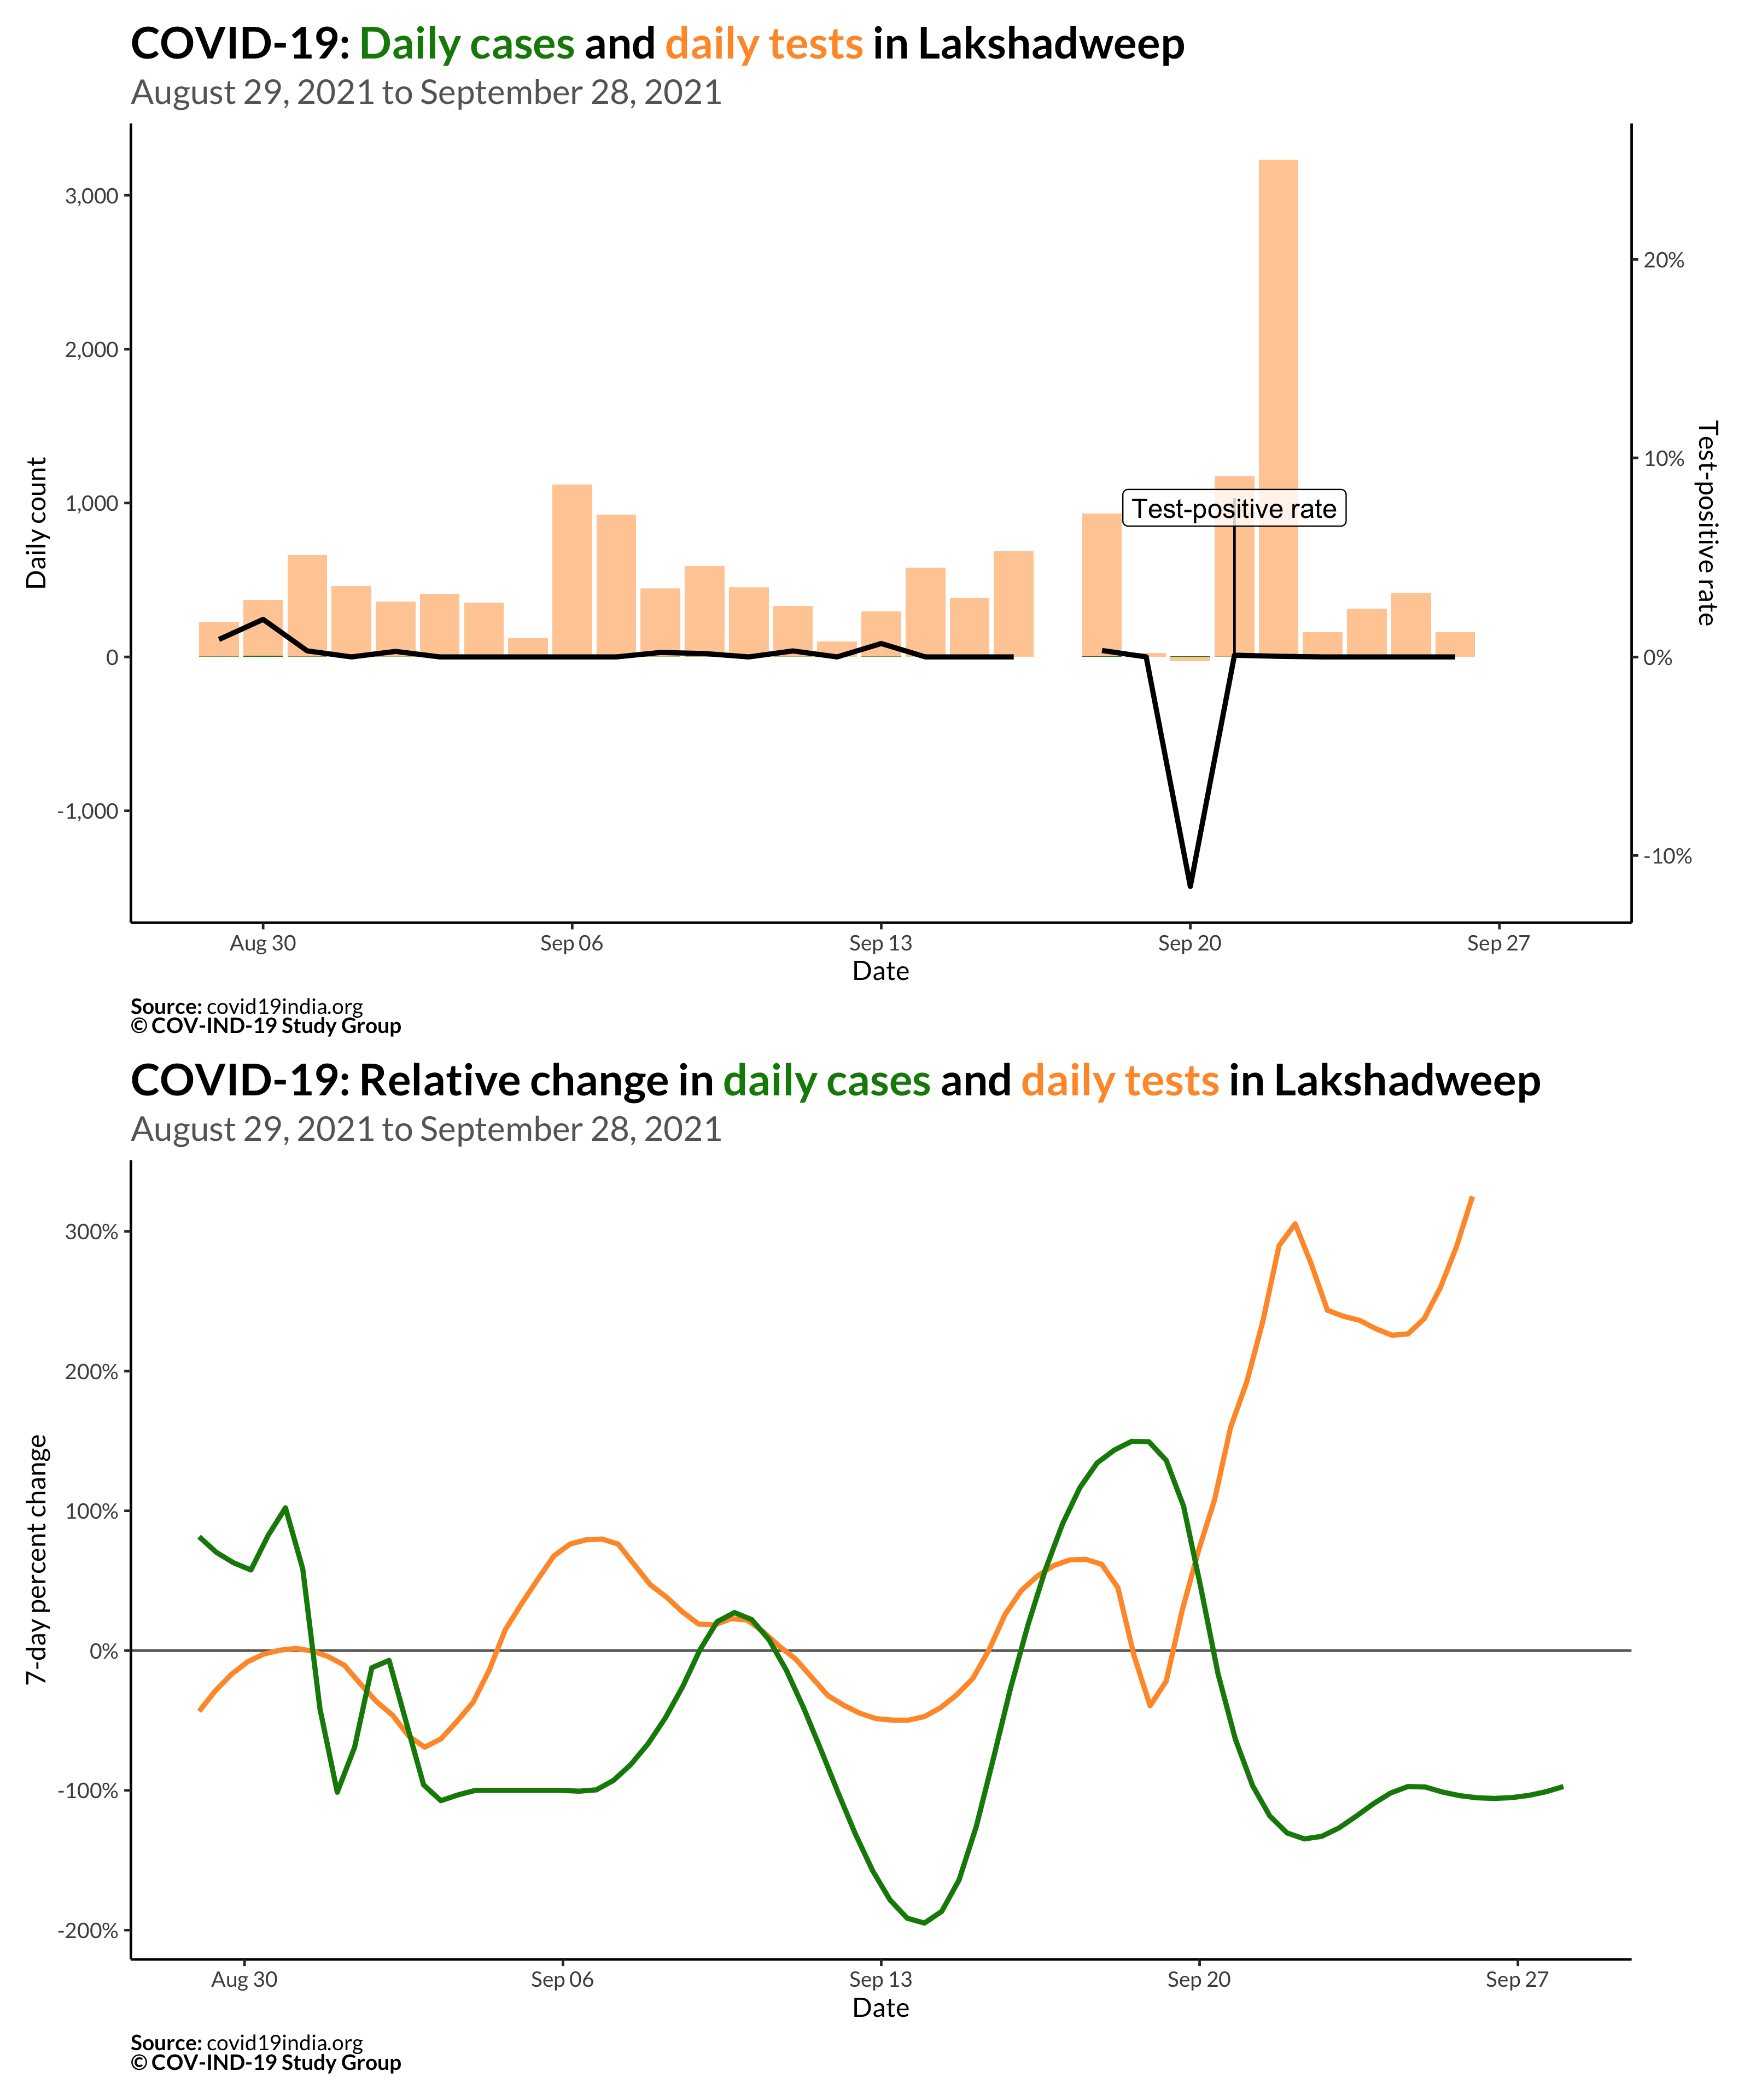 COVID-19: Daily cases and daily tests in Lakshadweep
August 29, 2021 to September 28, 2021
3,000
2,000
1,000
0
-1,000
Daily count
20%
10%
0%
-10%
Test-positive rate
Test-positive rate
Aug 30
Sep 06
Sep 13
Sep 20
Sep 27
Date
Source: covid19india.org
© COV-IND-19 Study Group
COVID-19: Relative change in daily cases and daily tests in Lakshadweep
August 29, 2021 to September 28, 2021
300%
200%
100%
0%
-100%
-200%
7-day percent change
Aug 30
Sep 06
Sep 13
Sep 20
Sep 27
Date
Source: covid19india.org
© COV-IND-19 Study Group